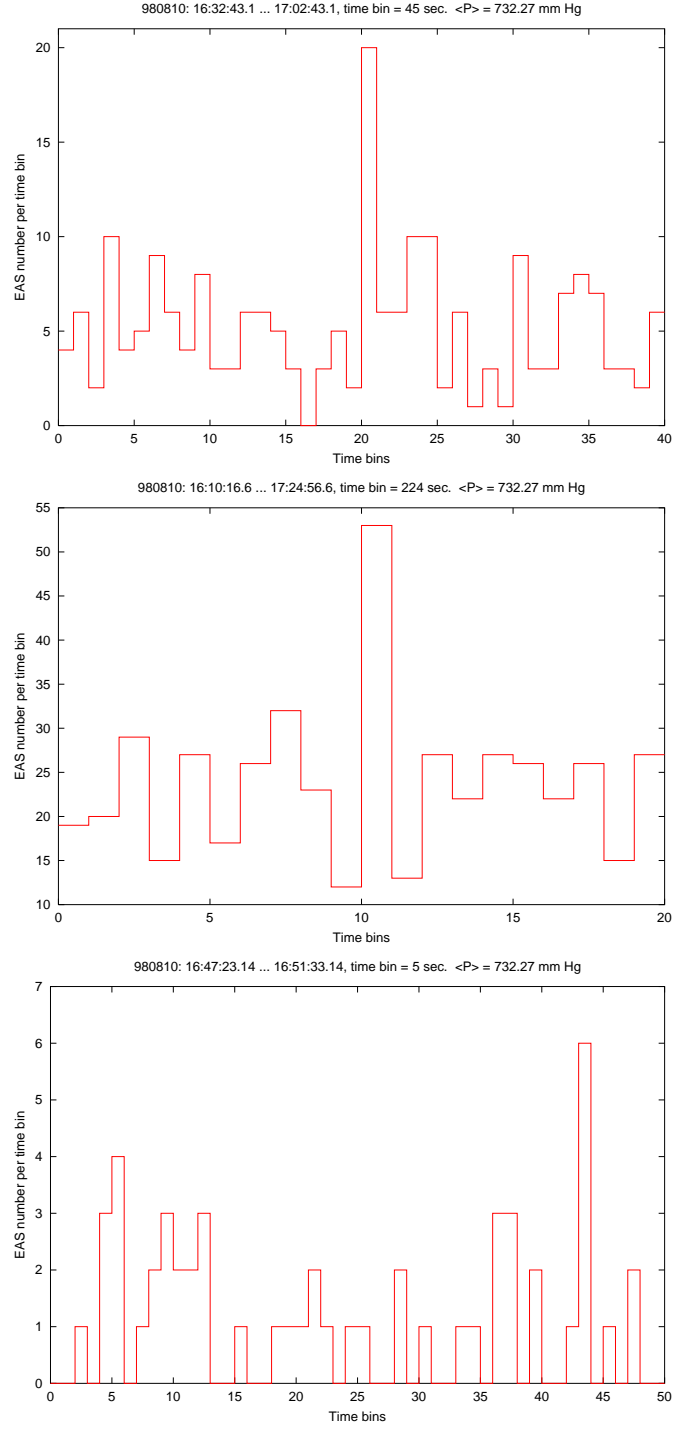 980810: 16:32:43.1 ... 17:02:43.1, time bin = 45 sec.  <P> = 732.27 mm Hg
20
15
10
5
0
EAS number per time bin
0 5 10 15 20 25 30 35 40
Time bins
980810: 16:10:16.6 ... 17:24:56.6, time bin = 224 sec.  <P> = 732.27 mm Hg
55
50
45
40
35
30
25
20
15
10
EAS number per time bin
0 5 10 15 20
Time bins
980810: 16:47:23.14 ... 16:51:33.14, time bin = 5 sec.  <P> = 732.27 mm Hg
7
6
5
4
3
2
1
0
EAS number per time bin
0 5 10 15 20 25 30 35 40 45 50
Time bins